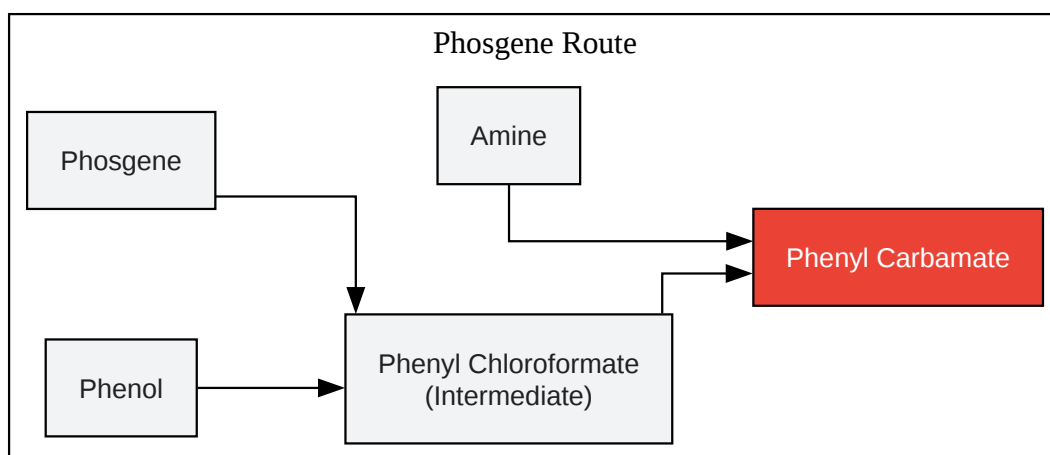 Phosgene Route
Amine
Phosgene
Phenyl Carbamate
Phenyl Chloroformate
(Intermediate)
Phenol